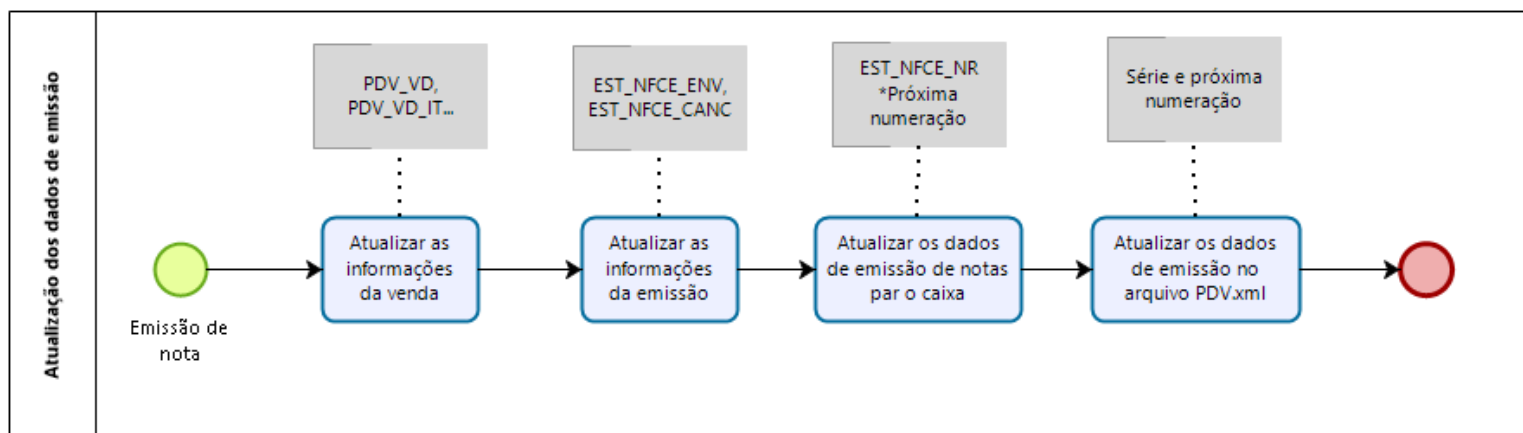 Atualização dos dados de emissão
PDV_VD,
PDV_VD_IT...
EST_NFCE_ENV,
EST_NFCE_CANC
EST_NFCE_NR
*Próxima
numeração
Série e próxima
numeração
Emissão de
nota
Atualizar as
informações
da venda
Atualizar as
informações
da emissão
Atualizar os dados
de emissão de notas
par o caixa
Atualizar os dados
de emissão no
arquivo PDV.xml